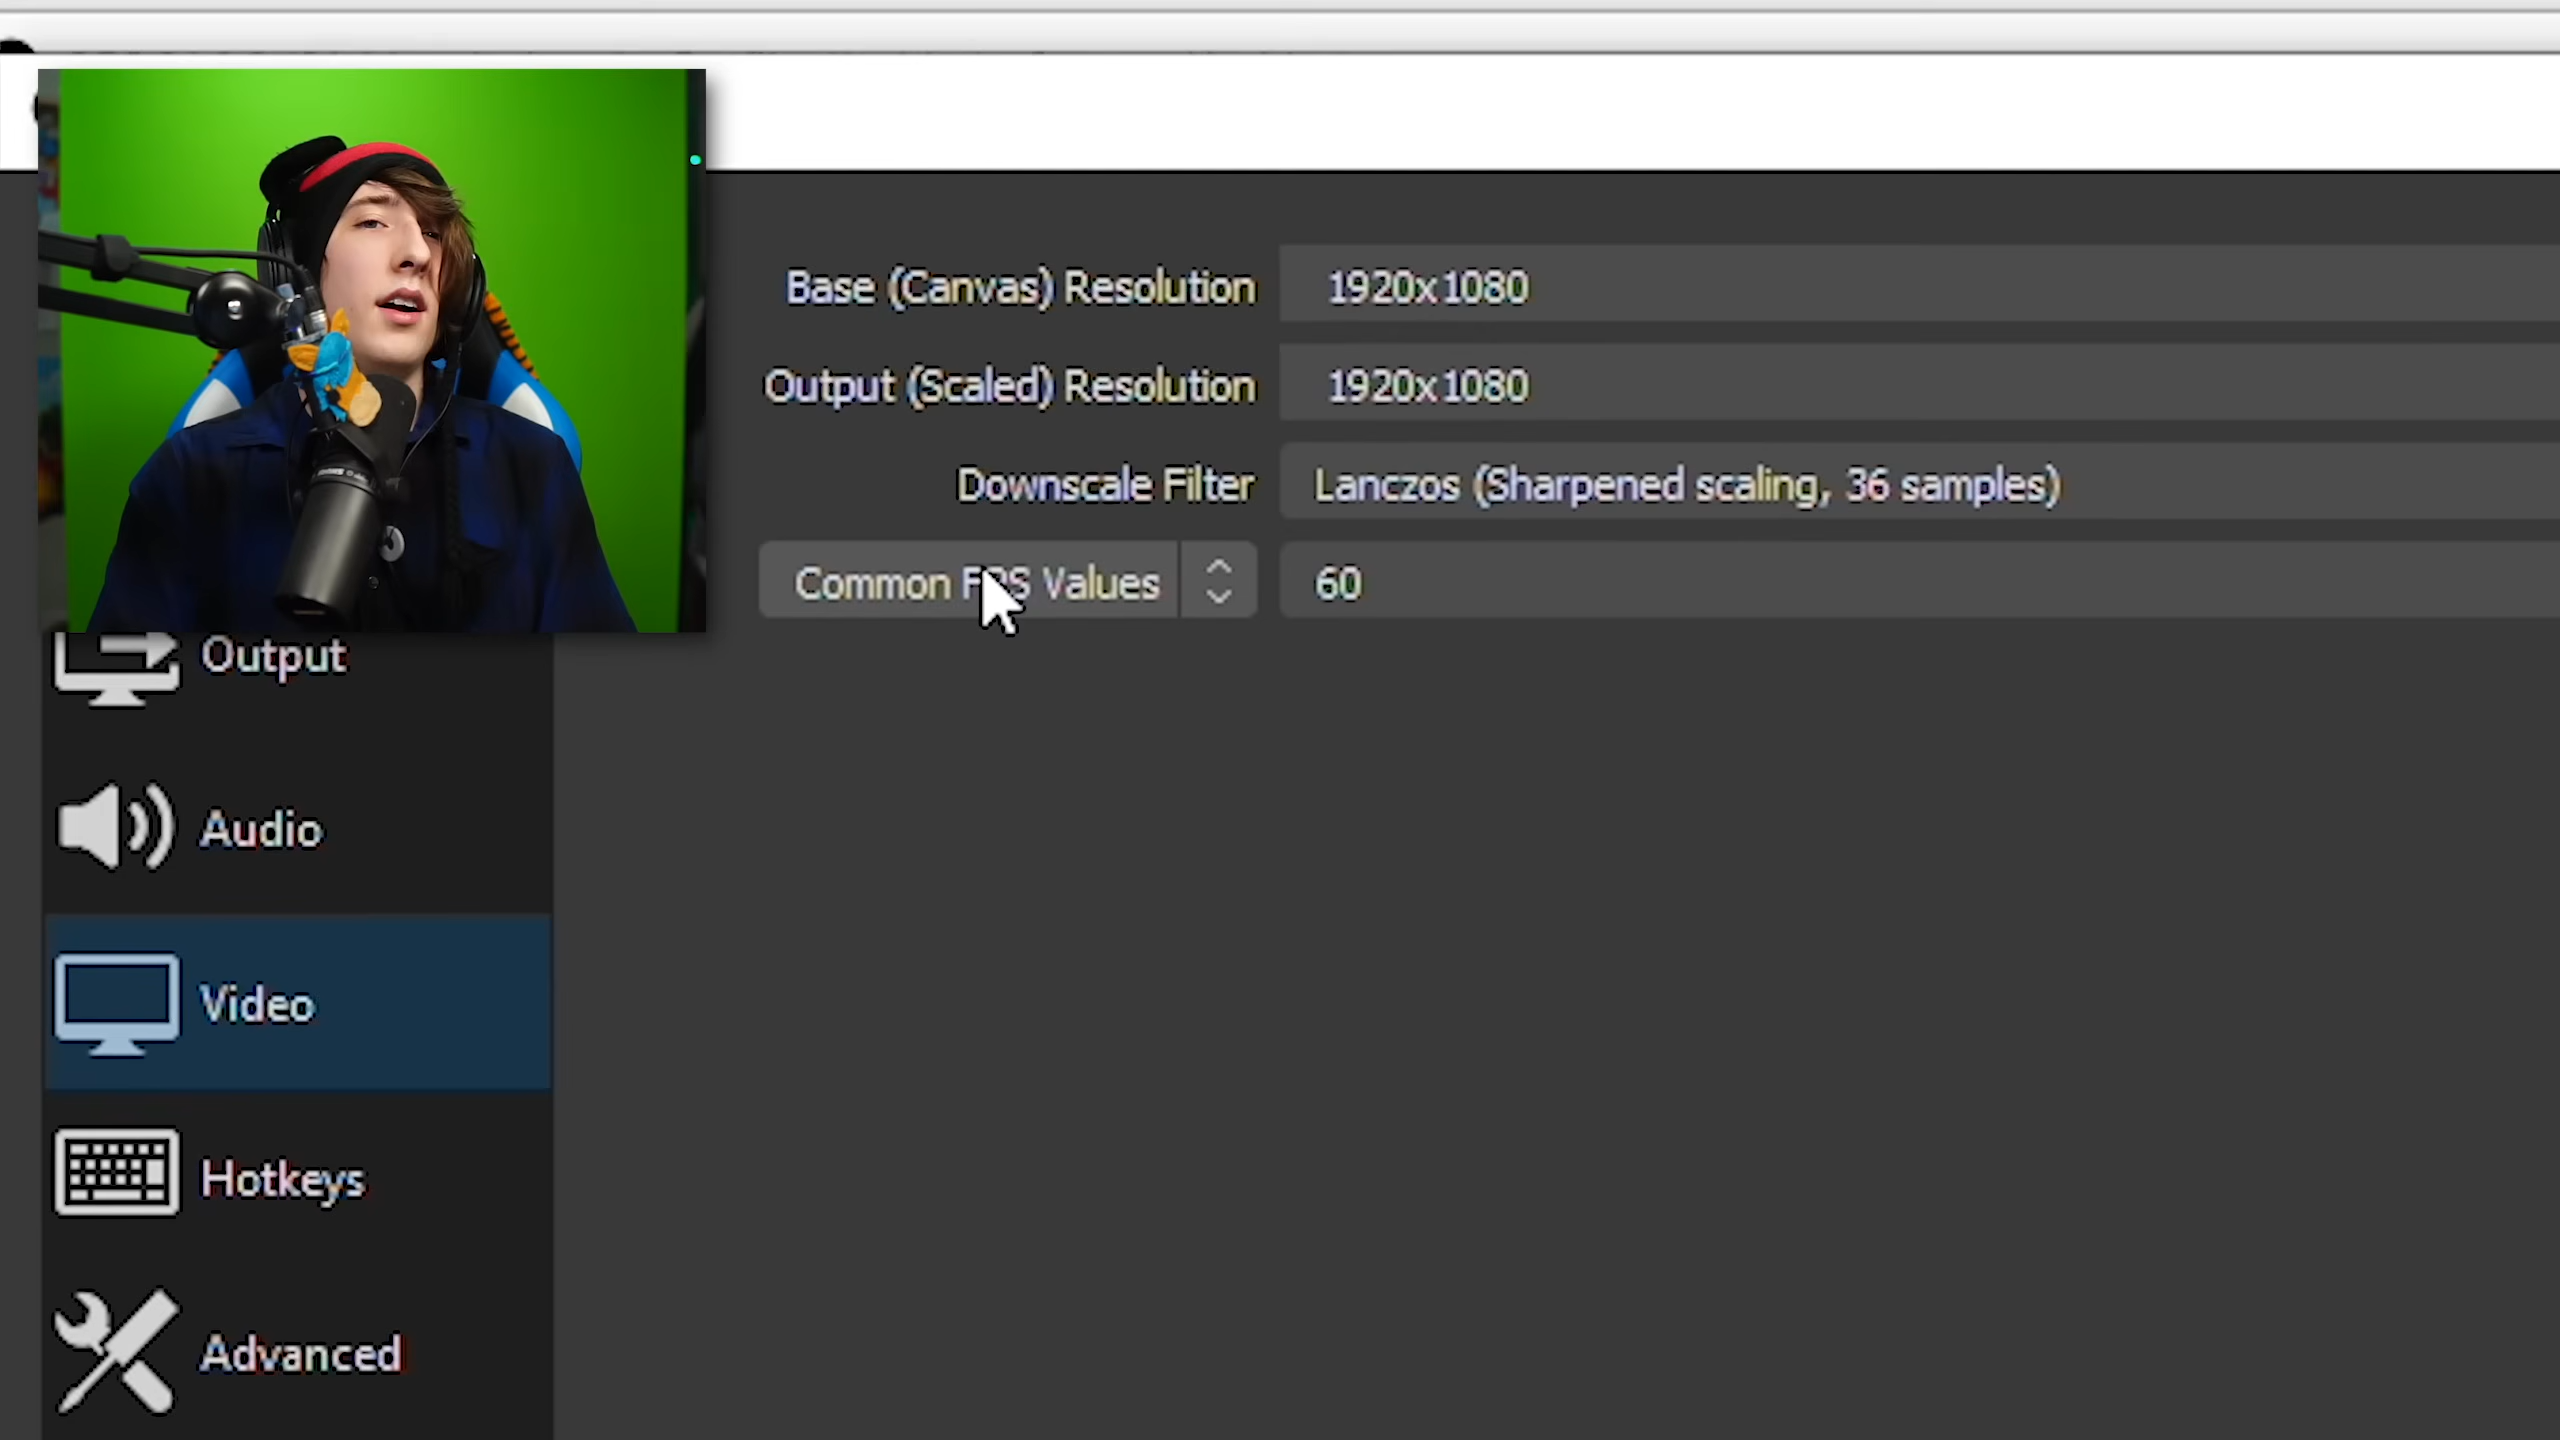 Base (Canvas) Resolution 1920x1080
Output (Scaled) Resolution 1920x1080
Downscale Filter Lanczos (Sharpened scaling, 36 samples)
Common FPS Values 60
Output
Audio
Video
Hotkeys
Advanced